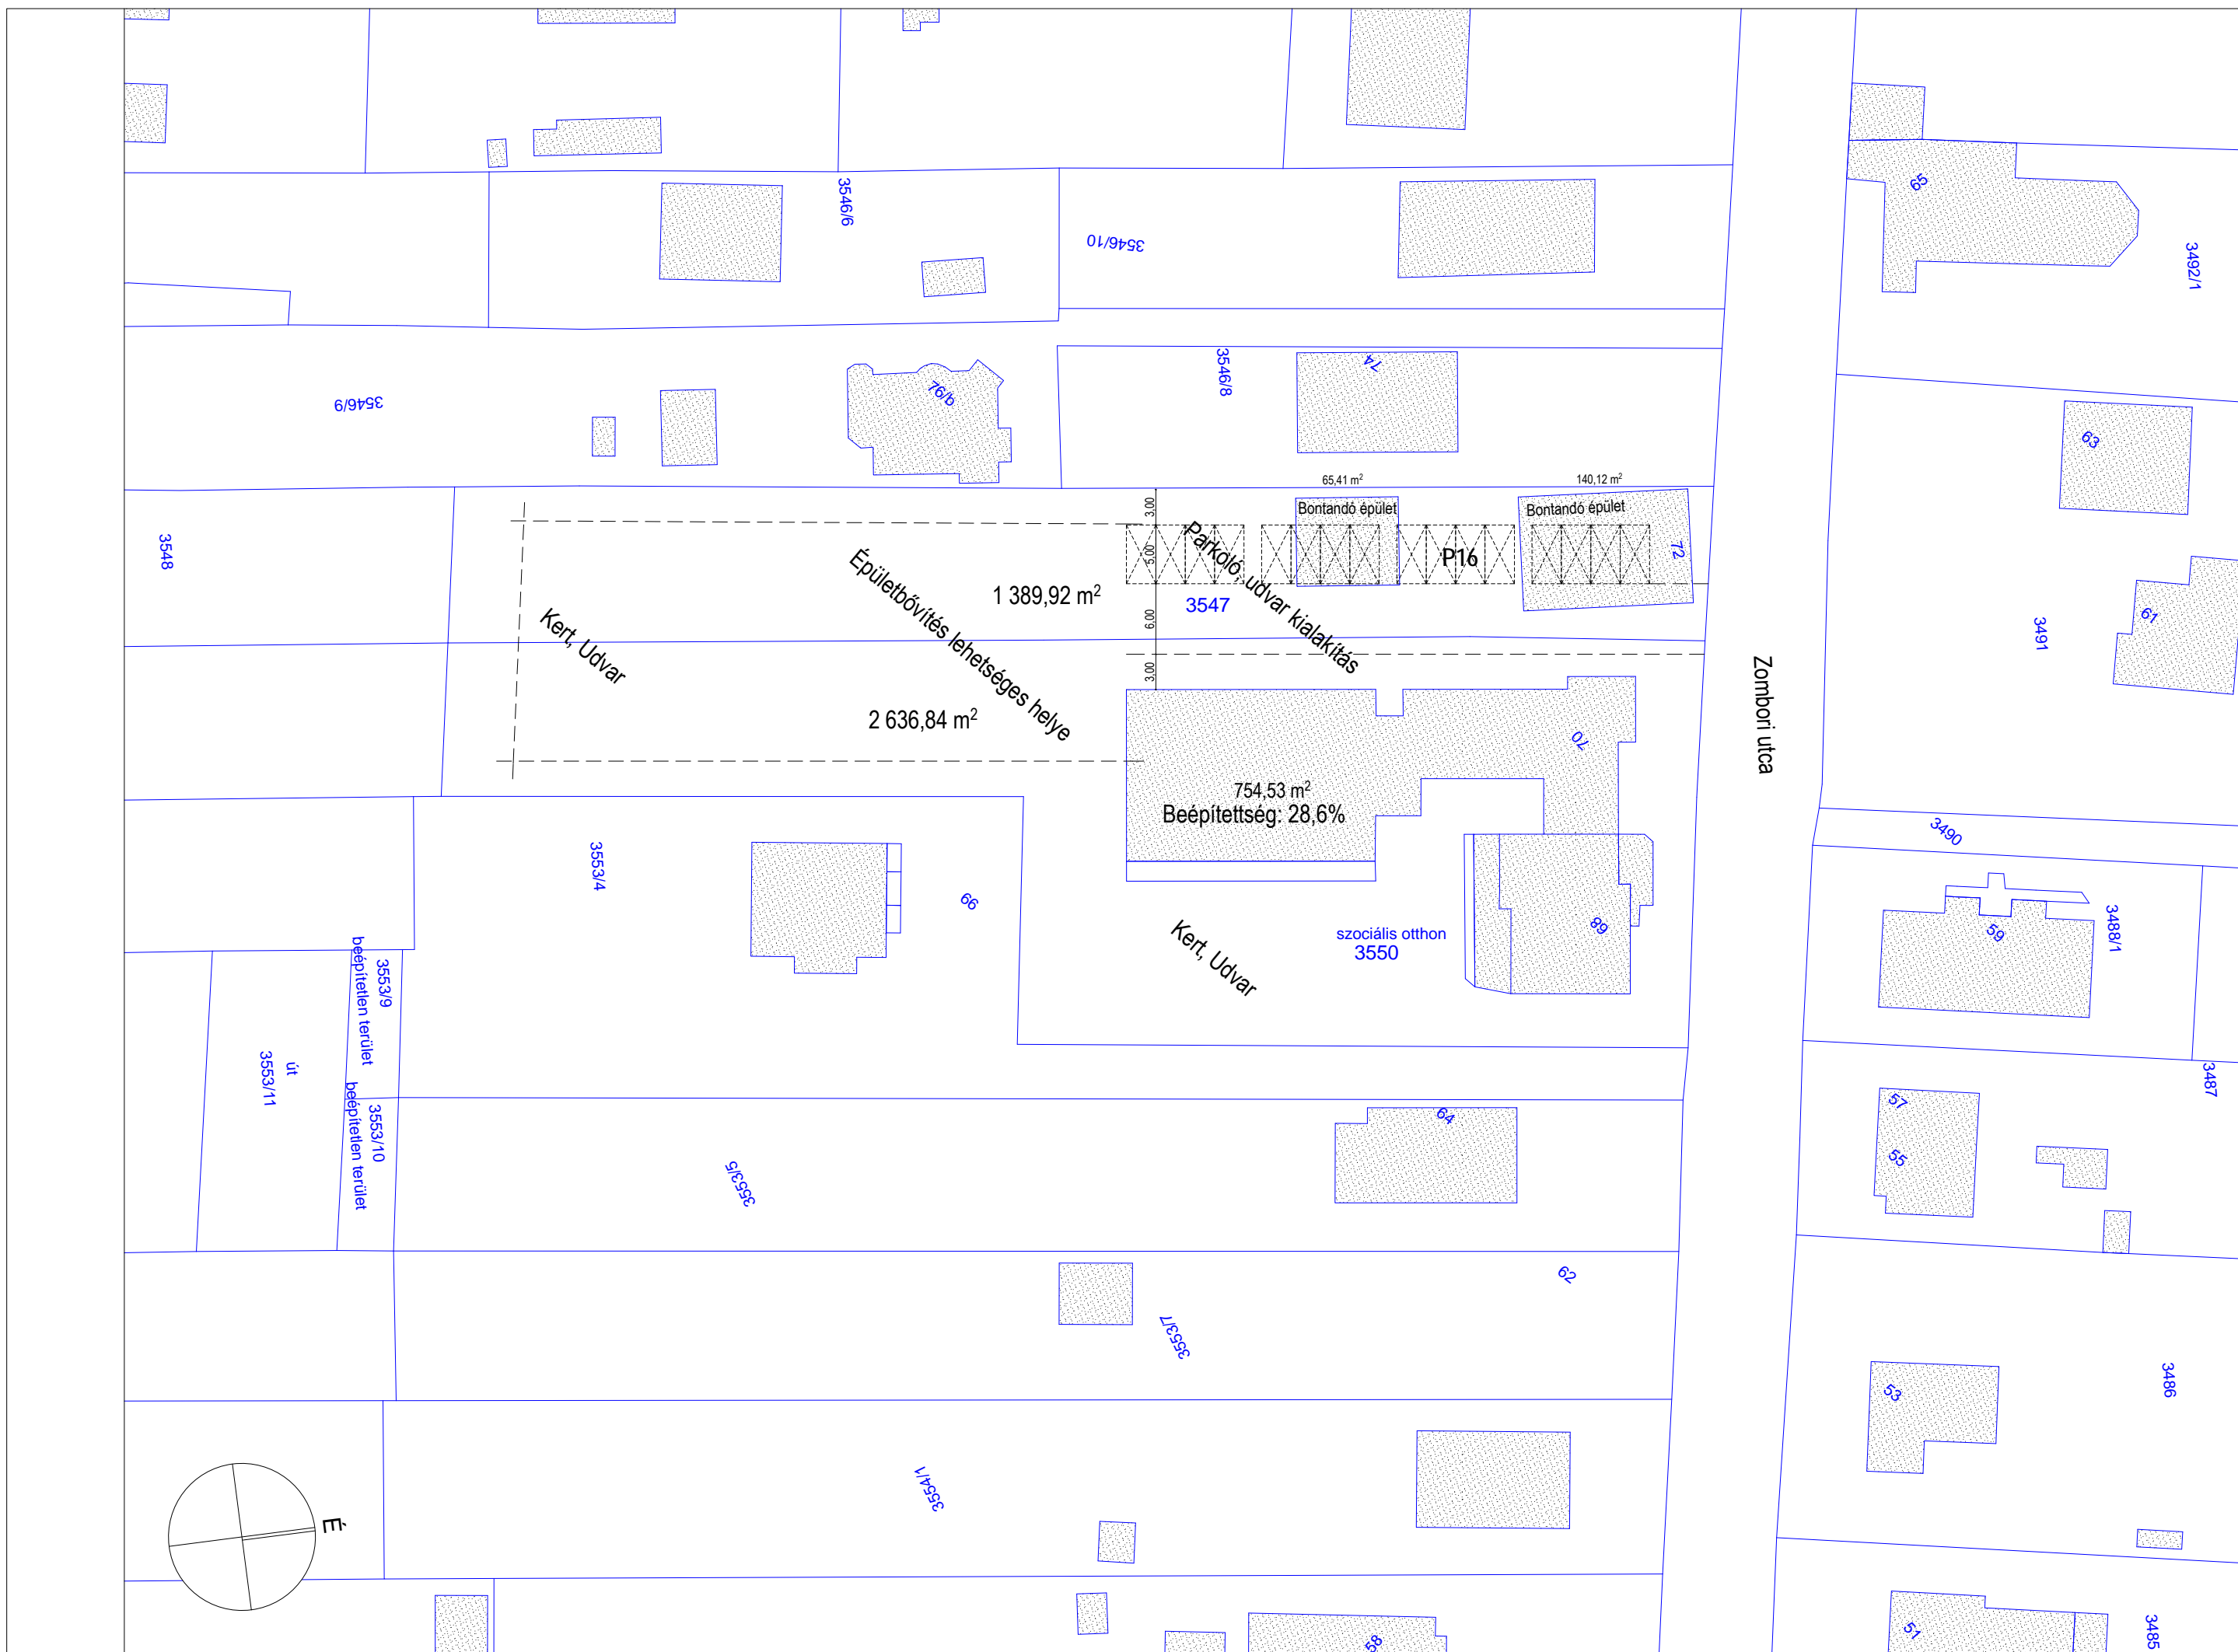 3546/6
3546/10
65
3492/1
3546/9
76/b
3546/8
74
63
65,41 m²
140,12 m²
Bontandó épület
Bontandó épület
3,00
5,00
6,00
3,00
P16
72
3548
Kert, Udvar
Épületbővítés lehetséges helye
1 389,92 m²
Parkoló, udvar kialakítás
3547
61
3491
Zombori utca
2 636,84 m²
70
754,53 m²
Beépítettség: 28,6%
3490
3553/4
66
Kert, Udvar
szociális otthon
3550
68
59
3488/1
3553/9
beépítetlen terület
út
3553/11
3553/10
beépítetlen terület
64
57
55
3487
3553/5
62
3553/7
53
3486
3554/1
É
58
51
3485